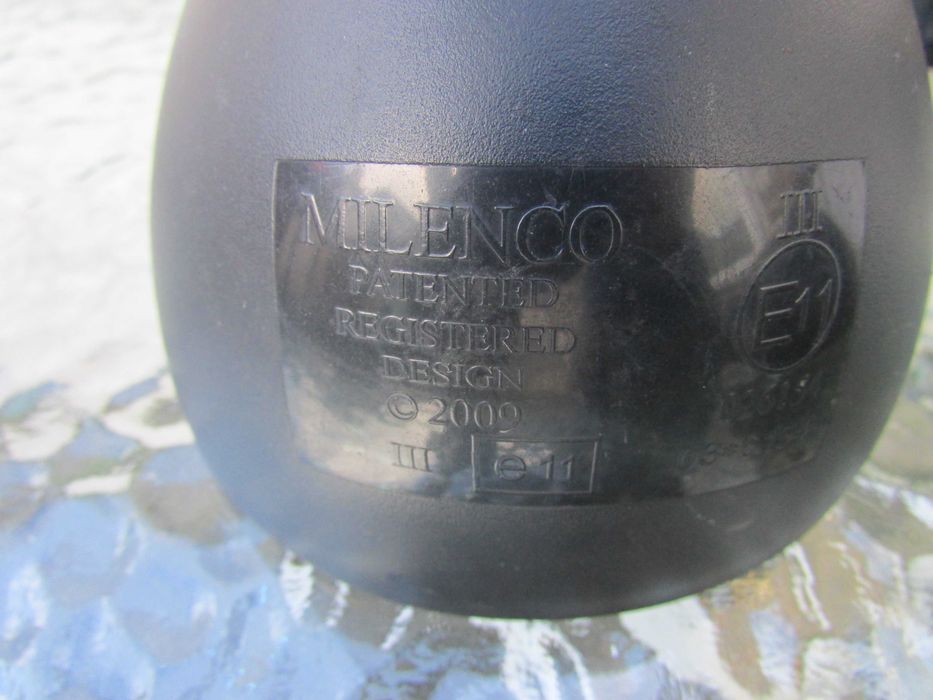 MILENCO
PATENTED
REGISTERED
DESIGN
© 2009
III e 11
III
E11